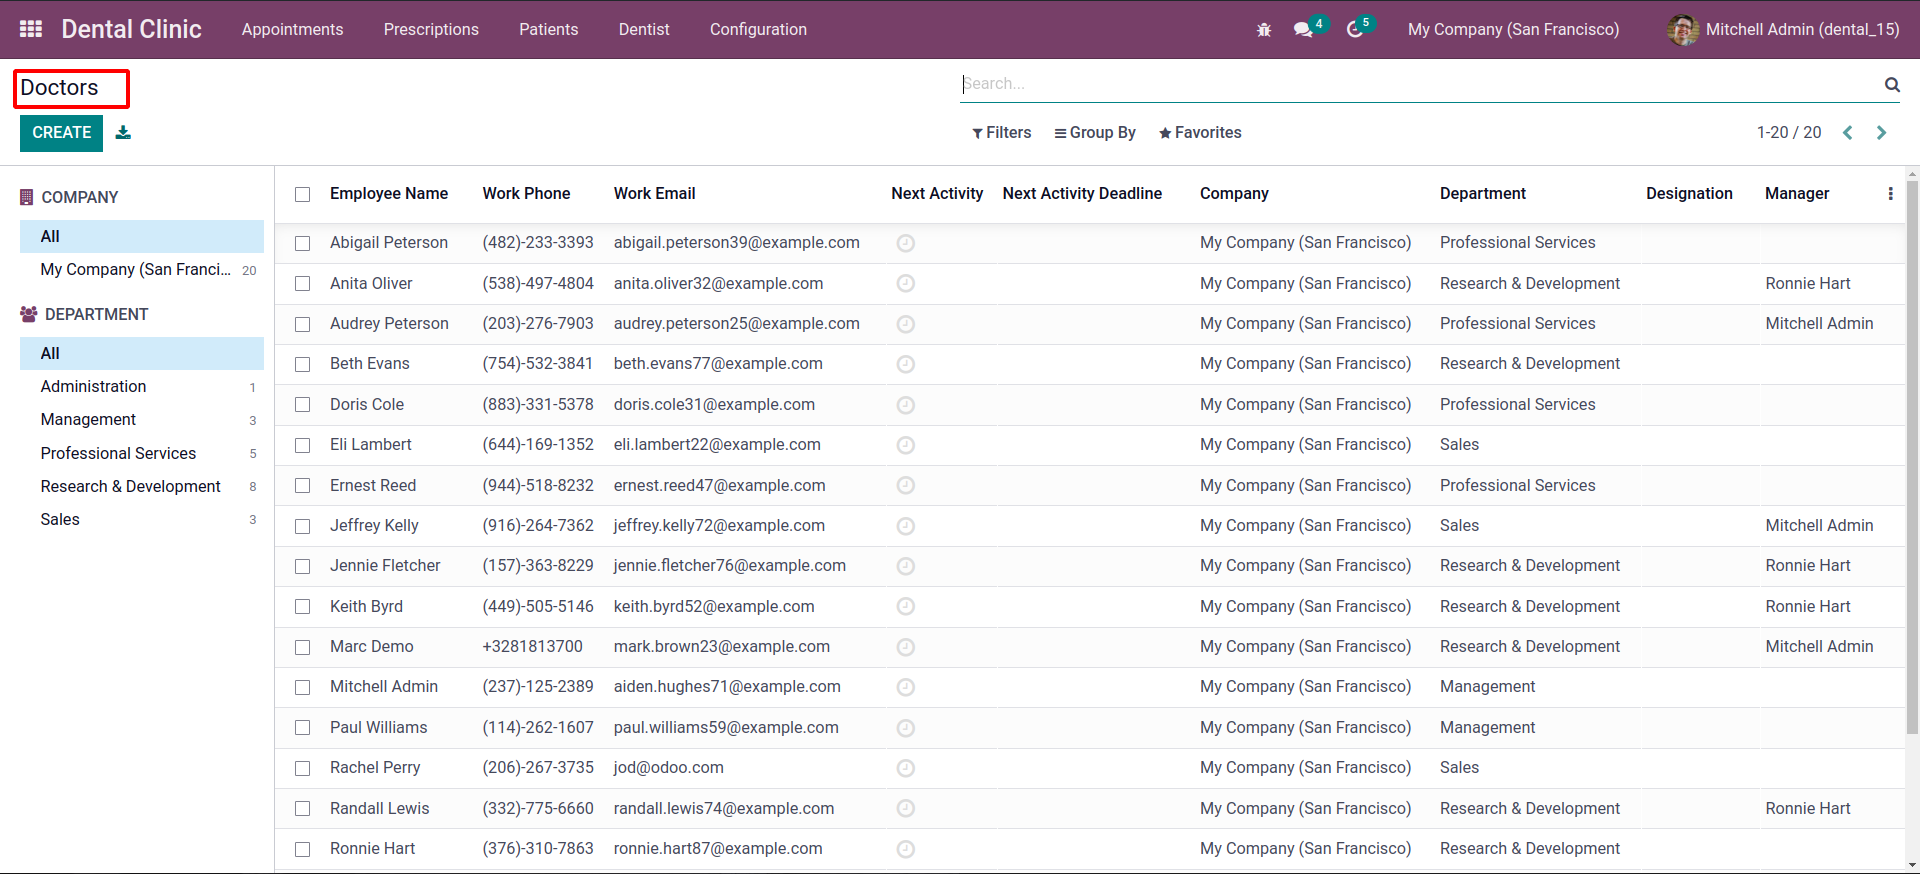 Dental Clinic Appointments Prescriptions Patients Dentist Configuration 4 5 My Company (San Francisco) Mitchell Admin (dental_15)
Doctors
Search...
CREATE
Filters Group By Favorites 1-20 / 20
COMPANY
All
My Company (San Franci... 20
DEPARTMENT
All
Administration 1
Management 3
Professional Services 5
Research & Development 8
Sales 3
Employee Name Work Phone Work Email Next Activity Next Activity Deadline Company Department Designation Manager
Abigail Peterson (482)-233-3393 abigail.peterson39@example.com My Company (San Francisco) Professional Services
Anita Oliver (538)-497-4804 anita.oliver32@example.com My Company (San Francisco) Research & Development Ronnie Hart
Audrey Peterson (203)-276-7903 audrey.peterson25@example.com My Company (San Francisco) Professional Services Mitchell Admin
Beth Evans (754)-532-3841 beth.evans77@example.com My Company (San Francisco) Research & Development
Doris Cole (883)-331-5378 doris.cole31@example.com My Company (San Francisco) Professional Services
Eli Lambert (644)-169-1352 eli.lambert22@example.com My Company (San Francisco) Sales
Ernest Reed (944)-518-8232 ernest.reed47@example.com My Company (San Francisco) Professional Services
Jeffrey Kelly (916)-264-7362 jeffrey.kelly72@example.com My Company (San Francisco) Sales Mitchell Admin
Jennie Fletcher (157)-363-8229 jennie.fletcher76@example.com My Company (San Francisco) Research & Development Ronnie Hart
Keith Byrd (449)-505-5146 keith.byrd52@example.com My Company (San Francisco) Research & Development Ronnie Hart
Marc Demo +3281813700 mark.brown23@example.com My Company (San Francisco) Research & Development Mitchell Admin
Mitchell Admin (237)-125-2389 aiden.hughes71@example.com My Company (San Francisco) Management
Paul Williams (114)-262-1607 paul.williams59@example.com My Company (San Francisco) Management
Rachel Perry (206)-267-3735 jod@odoo.com My Company (San Francisco) Sales
Randall Lewis (332)-775-6660 randall.lewis74@example.com My Company (San Francisco) Research & Development Ronnie Hart
Ronnie Hart (376)-310-7863 ronnie.hart87@example.com My Company (San Francisco) Research & Development